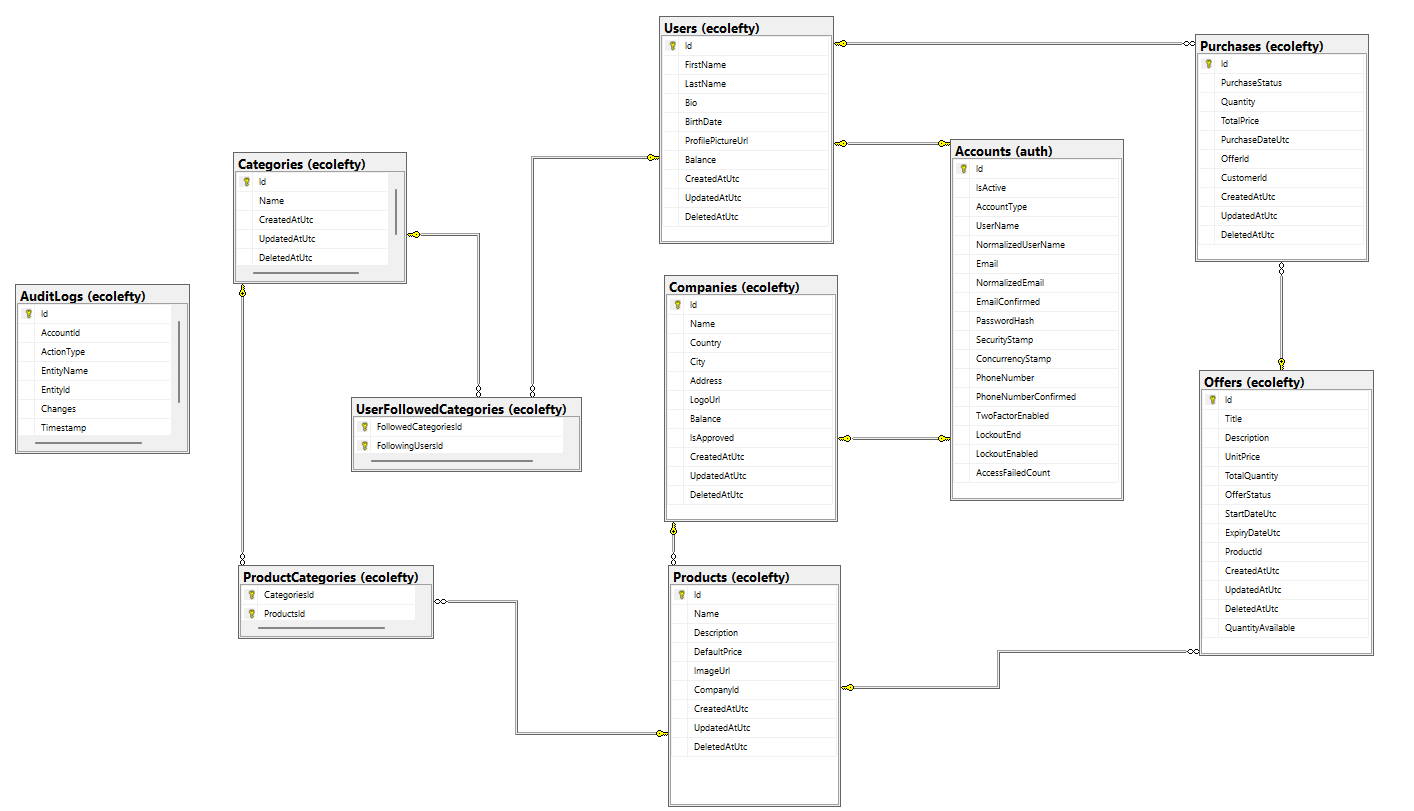 Users (ecolefty)
Id
FirstName
LastName
Bio
BirthDate
ProfilePictureUrl
Balance
CreatedAtUtc
UpdatedAtUtc
DeletedAtUtc
Purchases (ecolefty)
Id
PurchaseStatus
Quantity
TotalPrice
PurchaseDateUtc
OfferId
CustomerId
CreatedAtUtc
UpdatedAtUtc
DeletedAtUtc
Accounts (auth)
Id
IsActive
AccountType
UserName
NormalizedUserName
Email
NormalizedEmail
EmailConfirmed
PasswordHash
SecurityStamp
ConcurrencyStamp
PhoneNumber
PhoneNumberConfirmed
TwoFactorEnabled
LockoutEnd
LockoutEnabled
AccessFailedCount
Categories (ecolefty)
Id
Name
CreatedAtUtc
UpdatedAtUtc
DeletedAtUtc
AuditLogs (ecolefty)
Id
AccountId
ActionType
EntityName
EntityId
Changes
Timestamp
Companies (ecolefty)
Id
Name
Country
City
Address
LogoUrl
Balance
IsApproved
CreatedAtUtc
UpdatedAtUtc
DeletedAtUtc
UserFollowedCategories (ecolefty)
FollowedCategoriesId
FollowingUsersId
Offers (ecolefty)
Id
Title
Description
UnitPrice
TotalQuantity
OfferStatus
StartDateUtc
ExpiryDateUtc
ProductId
CreatedAtUtc
UpdatedAtUtc
DeletedAtUtc
QuantityAvailable
ProductCategories (ecolefty)
CategoriesId
ProductsId
Products (ecolefty)
Id
Name
Description
DefaultPrice
ImageUrl
CompanyId
CreatedAtUtc
UpdatedAtUtc
DeletedAtUtc